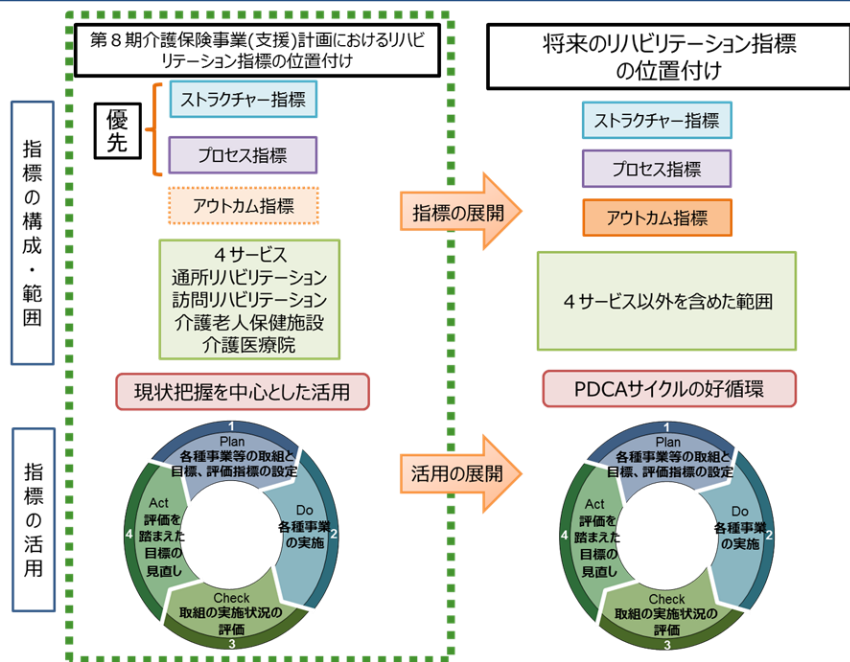 第８期介護保険事業(支援)計画におけるリハビ
リテーション指標の位置付け
将来のリハビリテーション指標
の位置付け
指標の構成・範囲
優先
ストラクチャー指標
プロセス指標
アウトカム指標
４サービス
通所リハビリテーション
訪問リハビリテーション
介護老人保健施設
介護医療院
指標の展開
ストラクチャー指標
プロセス指標
アウトカム指標
４サービス以外を含めた範囲
指標の活用
現状把握を中心とした活用
1
Plan
各種事業等の取組と
目標、評価指標の設定
Do
各種事業
の実施
2
Check
取組の実施状況の
評価
3
Act
評価を
踏まえた
目標の
見直し
4
活用の展開
PDCAサイクルの好循環
1
Plan
各種事業等の取組と
目標、評価指標の設定
Do
各種事業
の実施
2
Check
取組の実施状況の
評価
3
Act
評価を
踏まえた
目標の
見直し
4